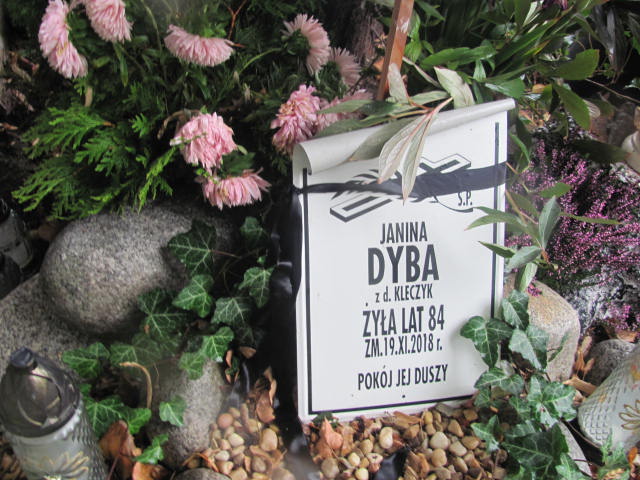 Ś.P.
JANINA
DYBA
z d. KLECZYK
ŻYŁA LAT 84
ZM.19.XI.2018 r.
POKÓJ JEJ DUSZY